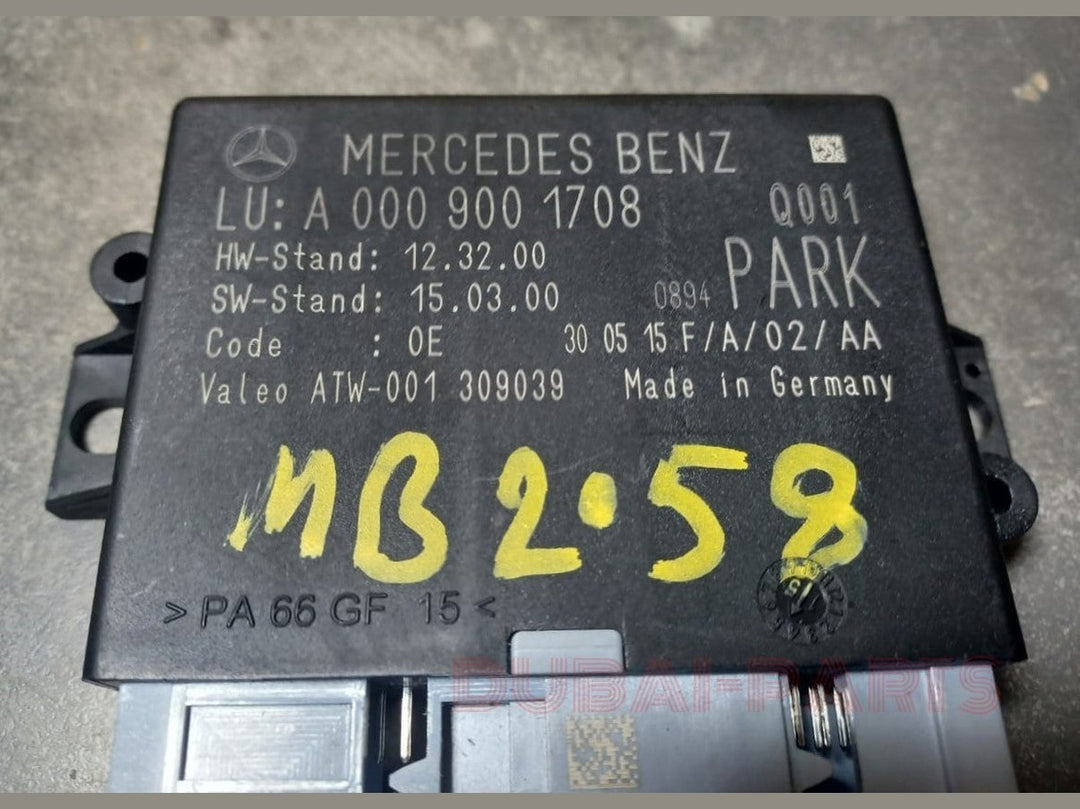 MERCEDES BENZ
LU: A 000 900 1708 Q001
HW-Stand: 12.32.00
SW-Stand: 15.03.00 0894 PARK
Code : 0E 30 05 15 F/A/02/AA
Valeo ATW-001 309039 Made in Germany
MB2.58
>PA 66 GF 15<
15
DUBAI-PARTS